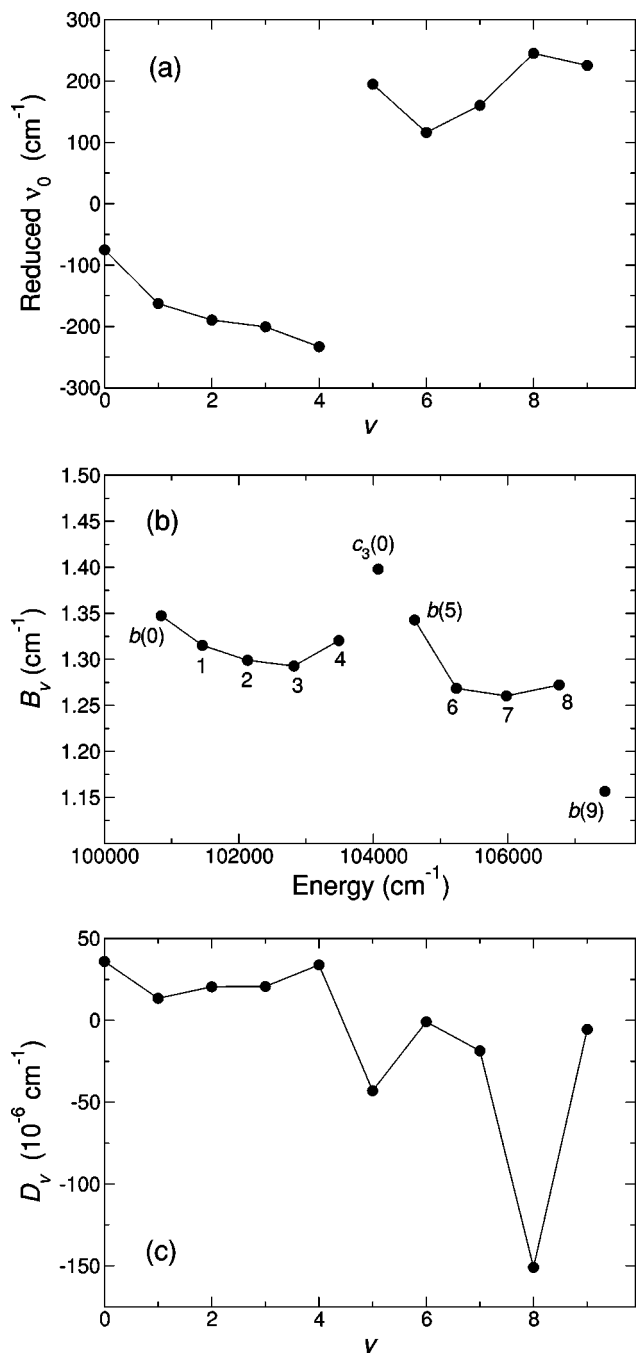 300
200
100
0
-100
-200
-300
Reduced ν₀ (cm⁻¹)
(a)
0 2 4 6 8
v
1.50
1.45
1.40
1.35
1.30
1.25
1.20
1.15
B_v (cm⁻¹)
(b)
c₃(0)
b(0)
1
2
3
4
b(5)
6
7
8
b(9)
100000 102000 104000 106000
Energy (cm⁻¹)
50
0
-50
-100
-150
D_v (10⁻⁶ cm⁻¹)
(c)
0 2 4 6 8
v